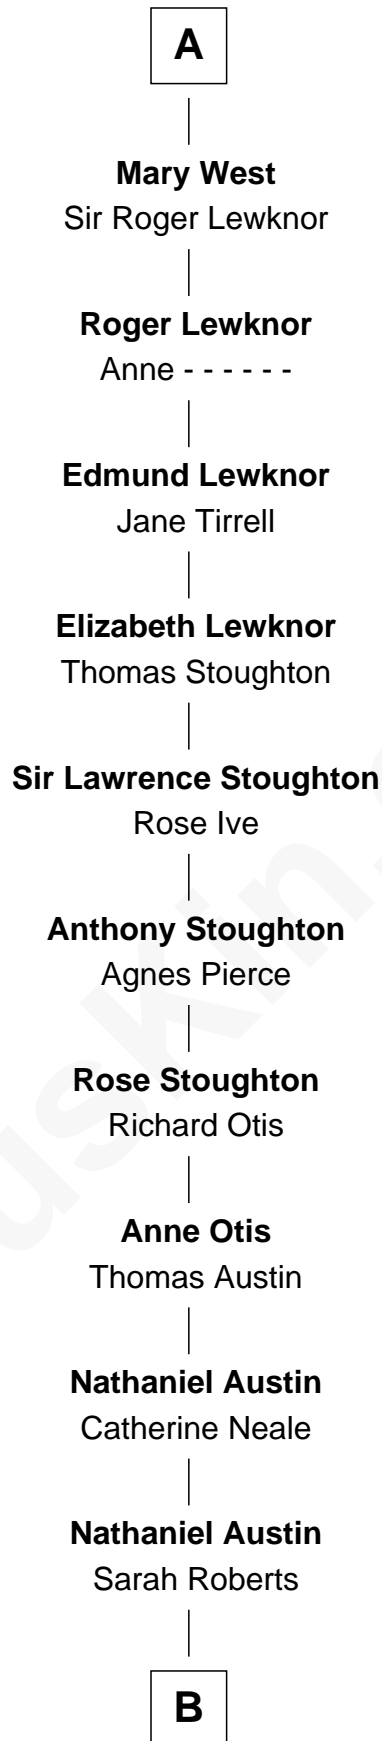 A
Mary West
Sir Roger Lewknor
Roger Lewknor
Anne - - - - - -
Edmund Lewknor
Jane Tirrell
Elizabeth Lewknor
Thomas Stoughton
Sir Lawrence Stoughton
Rose Ive
Anthony Stoughton
Agnes Pierce
Rose Stoughton
Richard Otis
Anne Otis
Thomas Austin
Nathaniel Austin
Catherine Neale
Nathaniel Austin
Sarah Roberts
B